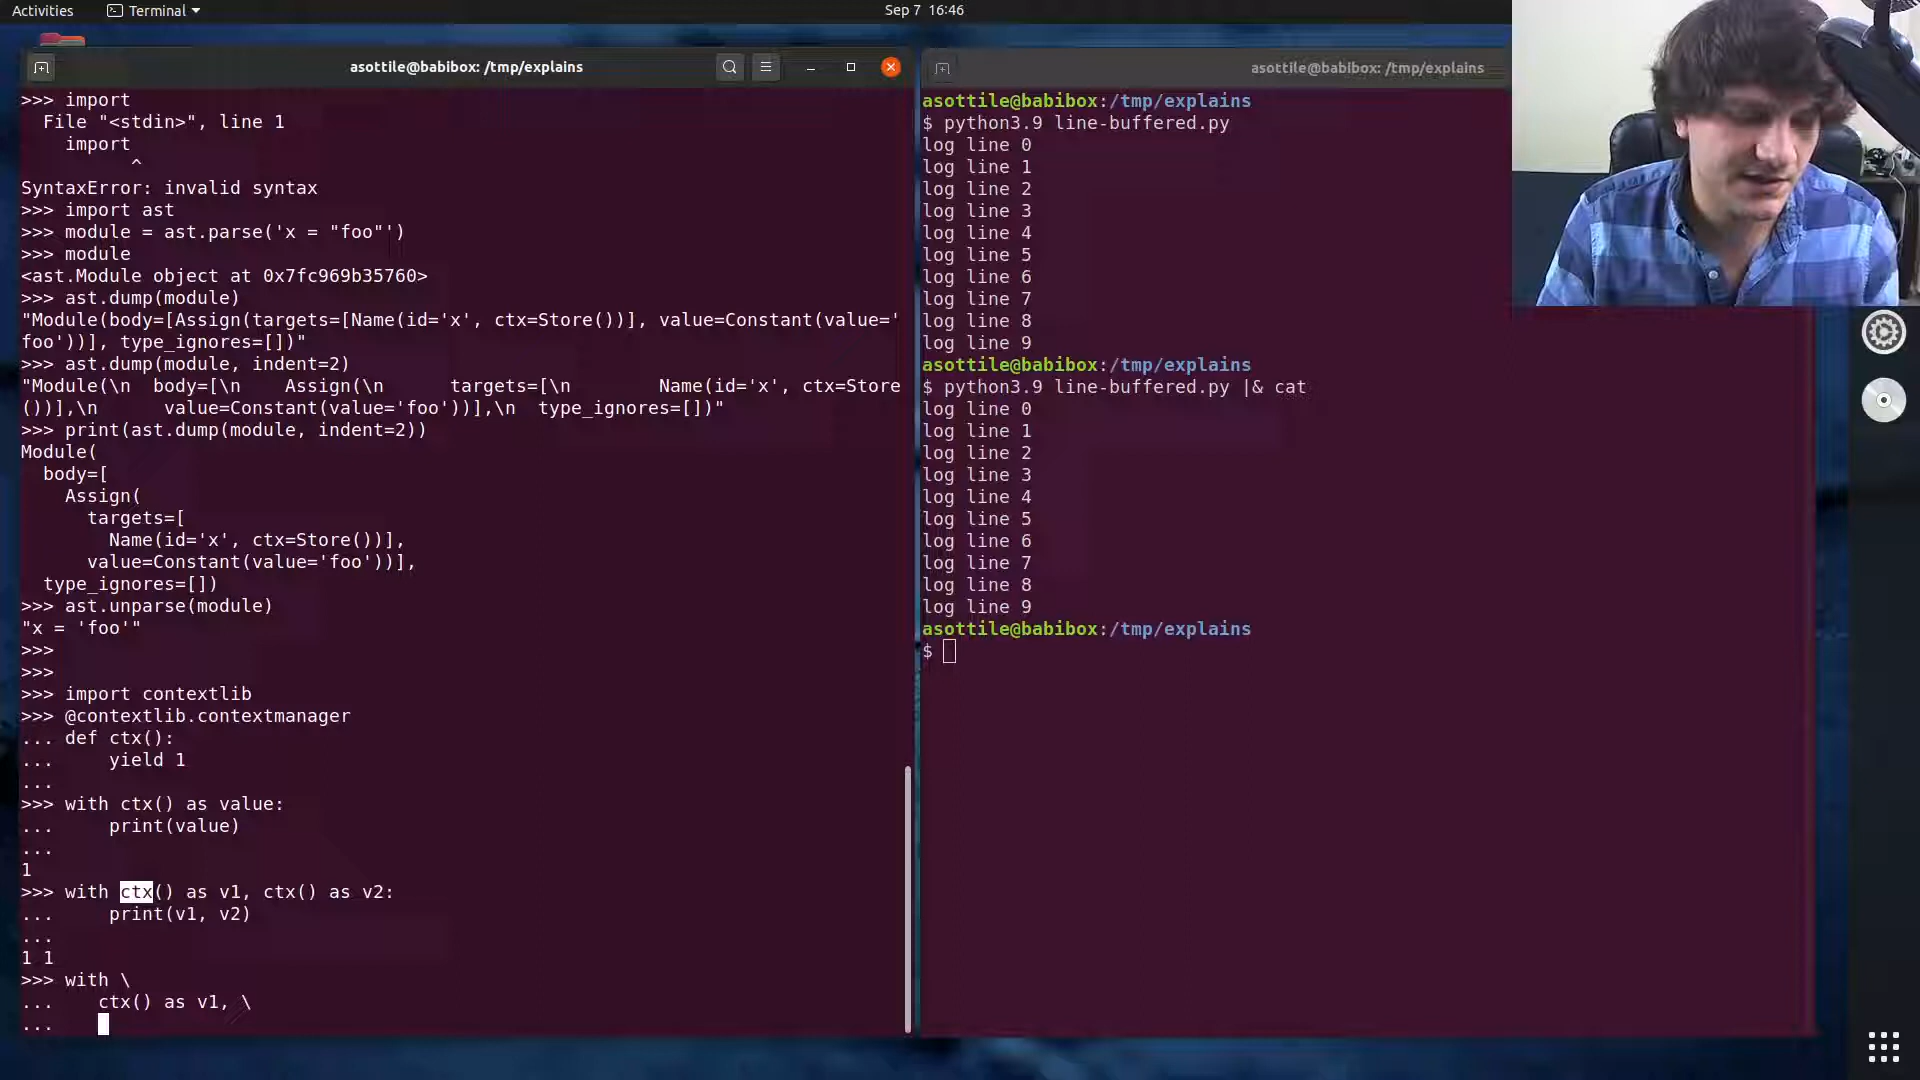 Activities
Terminal
Sep 7 16:46
asottile@babibox: /tmp/explains
>>> import
  File "<stdin>", line 1
    import
          ^
SyntaxError: invalid syntax
>>> import ast
>>> module = ast.parse('x = "foo"')
>>> module
<ast.Module object at 0x7fc969b35760>
>>> ast.dump(module)
"Module(body=[Assign(targets=[Name(id='x', ctx=Store())], value=Constant(value='
foo'))], type_ignores=[])"
>>> ast.dump(module, indent=2)
"Module(\n  body=[\n    Assign(\n      targets=[\n        Name(id='x', ctx=Store
())],\n      value=Constant(value='foo'))],\n  type_ignores=[])"
>>> print(ast.dump(module, indent=2))
Module(
  body=[
    Assign(
      targets=[
        Name(id='x', ctx=Store())],
      value=Constant(value='foo'))],
  type_ignores=[])
>>> ast.unparse(module)
"x = 'foo'"
>>>
>>>
>>> import contextlib
>>> @contextlib.contextmanager
... def ctx():
...     yield 1
...
>>> with ctx() as value:
...     print(value)
...
1
>>> with ctx() as v1, ctx() as v2:
...     print(v1, v2)
...
1 1
>>> with \
...    ctx() as v1, \
...
asottile@babibox: /tmp/explains
asottile@babibox:/tmp/explains
$ python3.9 line-buffered.py
log line 0
log line 1
log line 2
log line 3
log line 4
log line 5
log line 6
log line 7
log line 8
log line 9
asottile@babibox:/tmp/explains
$ python3.9 line-buffered.py |& cat
log line 0
log line 1
log line 2
log line 3
log line 4
log line 5
log line 6
log line 7
log line 8
log line 9
asottile@babibox:/tmp/explains
$